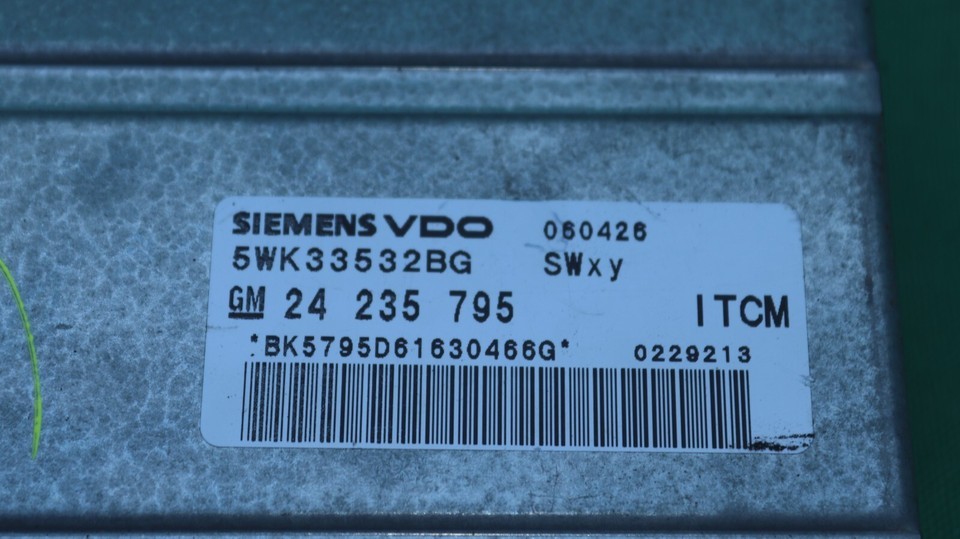 SIEMENS VDO 060426
5WK33532BG SWxy
GM 24 235 795 ITCM
*BK5795D61630466G* 0229213